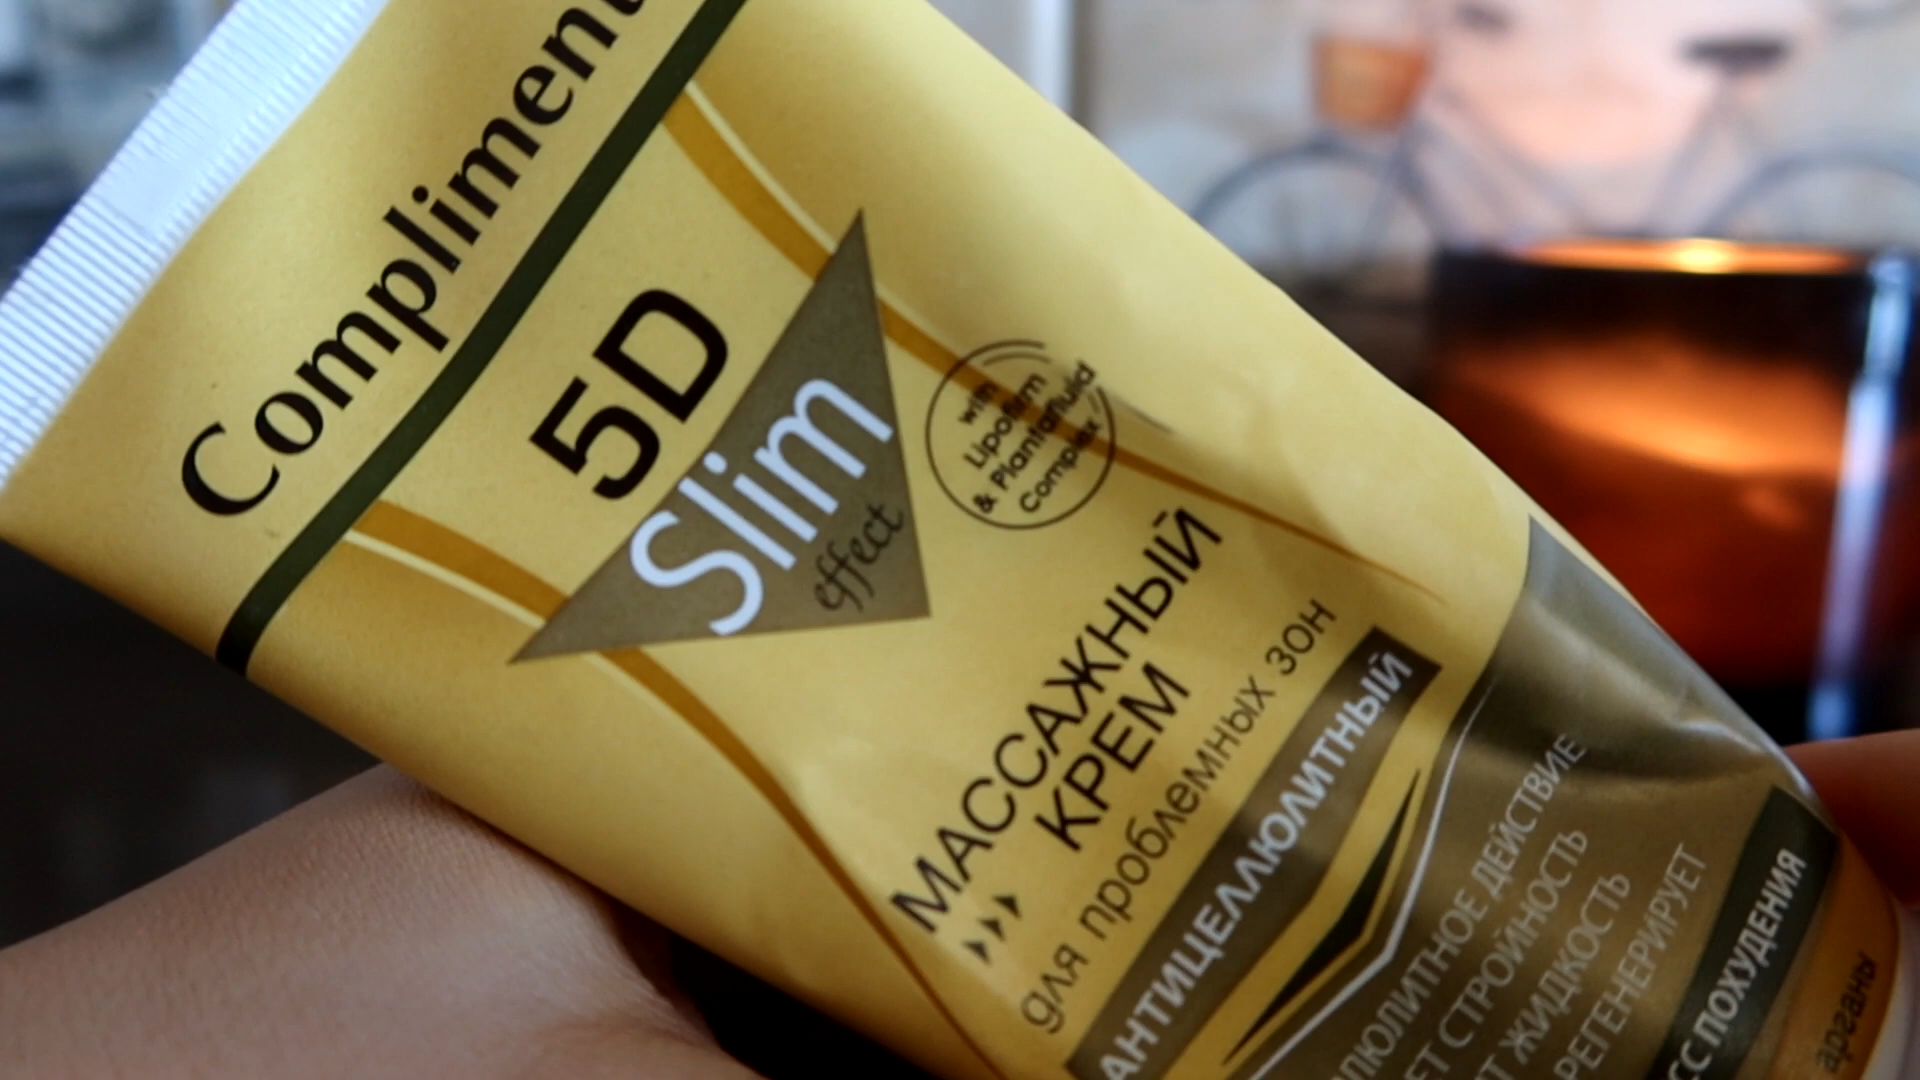 Compliment
5D
Slim
effect
with
Lipofirm
& Plantafluid
Complex
МАССАЖНЫЙ
КРЕМ
для проблемных зон
АНТИЦЕЛЛЮЛИТНЫЙ
ДЕЙСТВИЕ
СТРОЙНОСТЬ
ЖИДКОСТЬ
РЕГЕНЕРИРУЕТ
ПОХУДЕНИЯ
арганы